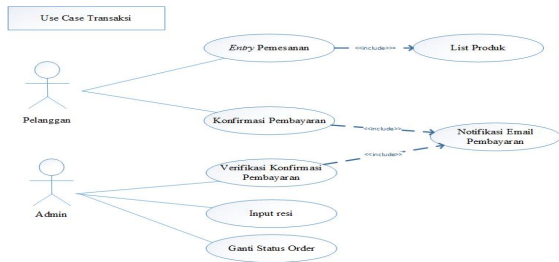 Use Case Transaksi
Entry Pemesanan
<<include>>
List Produk
Pelanggan
Konfirmasi Pembayaran
<<include>>
Notifikasi Email
Pembayaran
<<include>>
Verifikasi Konfirmasi
Pembayaran
Admin
Input resi
Ganti Status Order